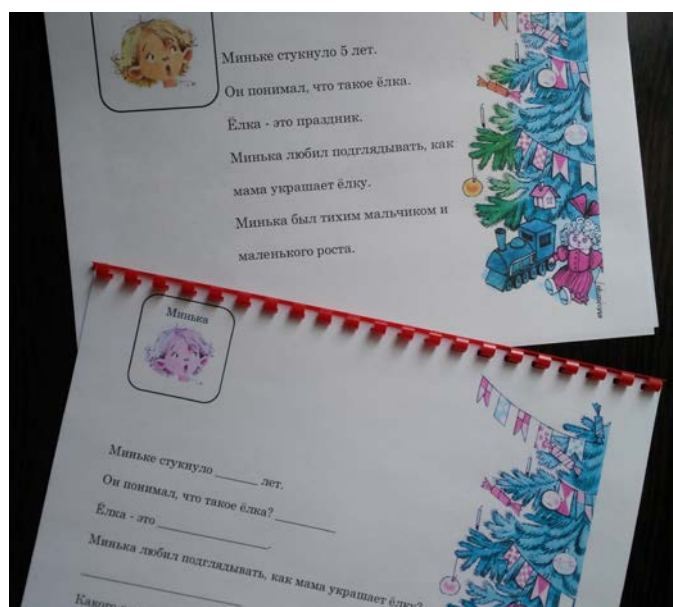 Миньке стукнуло 5 лет.
Он понимал, что такое ёлка.
Ёлка - это праздник.
Минька любил подглядывать, как
мама украшает ёлку.
Минька был тихим мальчиком и
маленького роста.
Минька
Миньке стукнуло ______ лет.
Он понимал, что такое ёлка? ________
Ёлка - это ______________.
Минька любил подглядывать, как мама украшает ёлку?